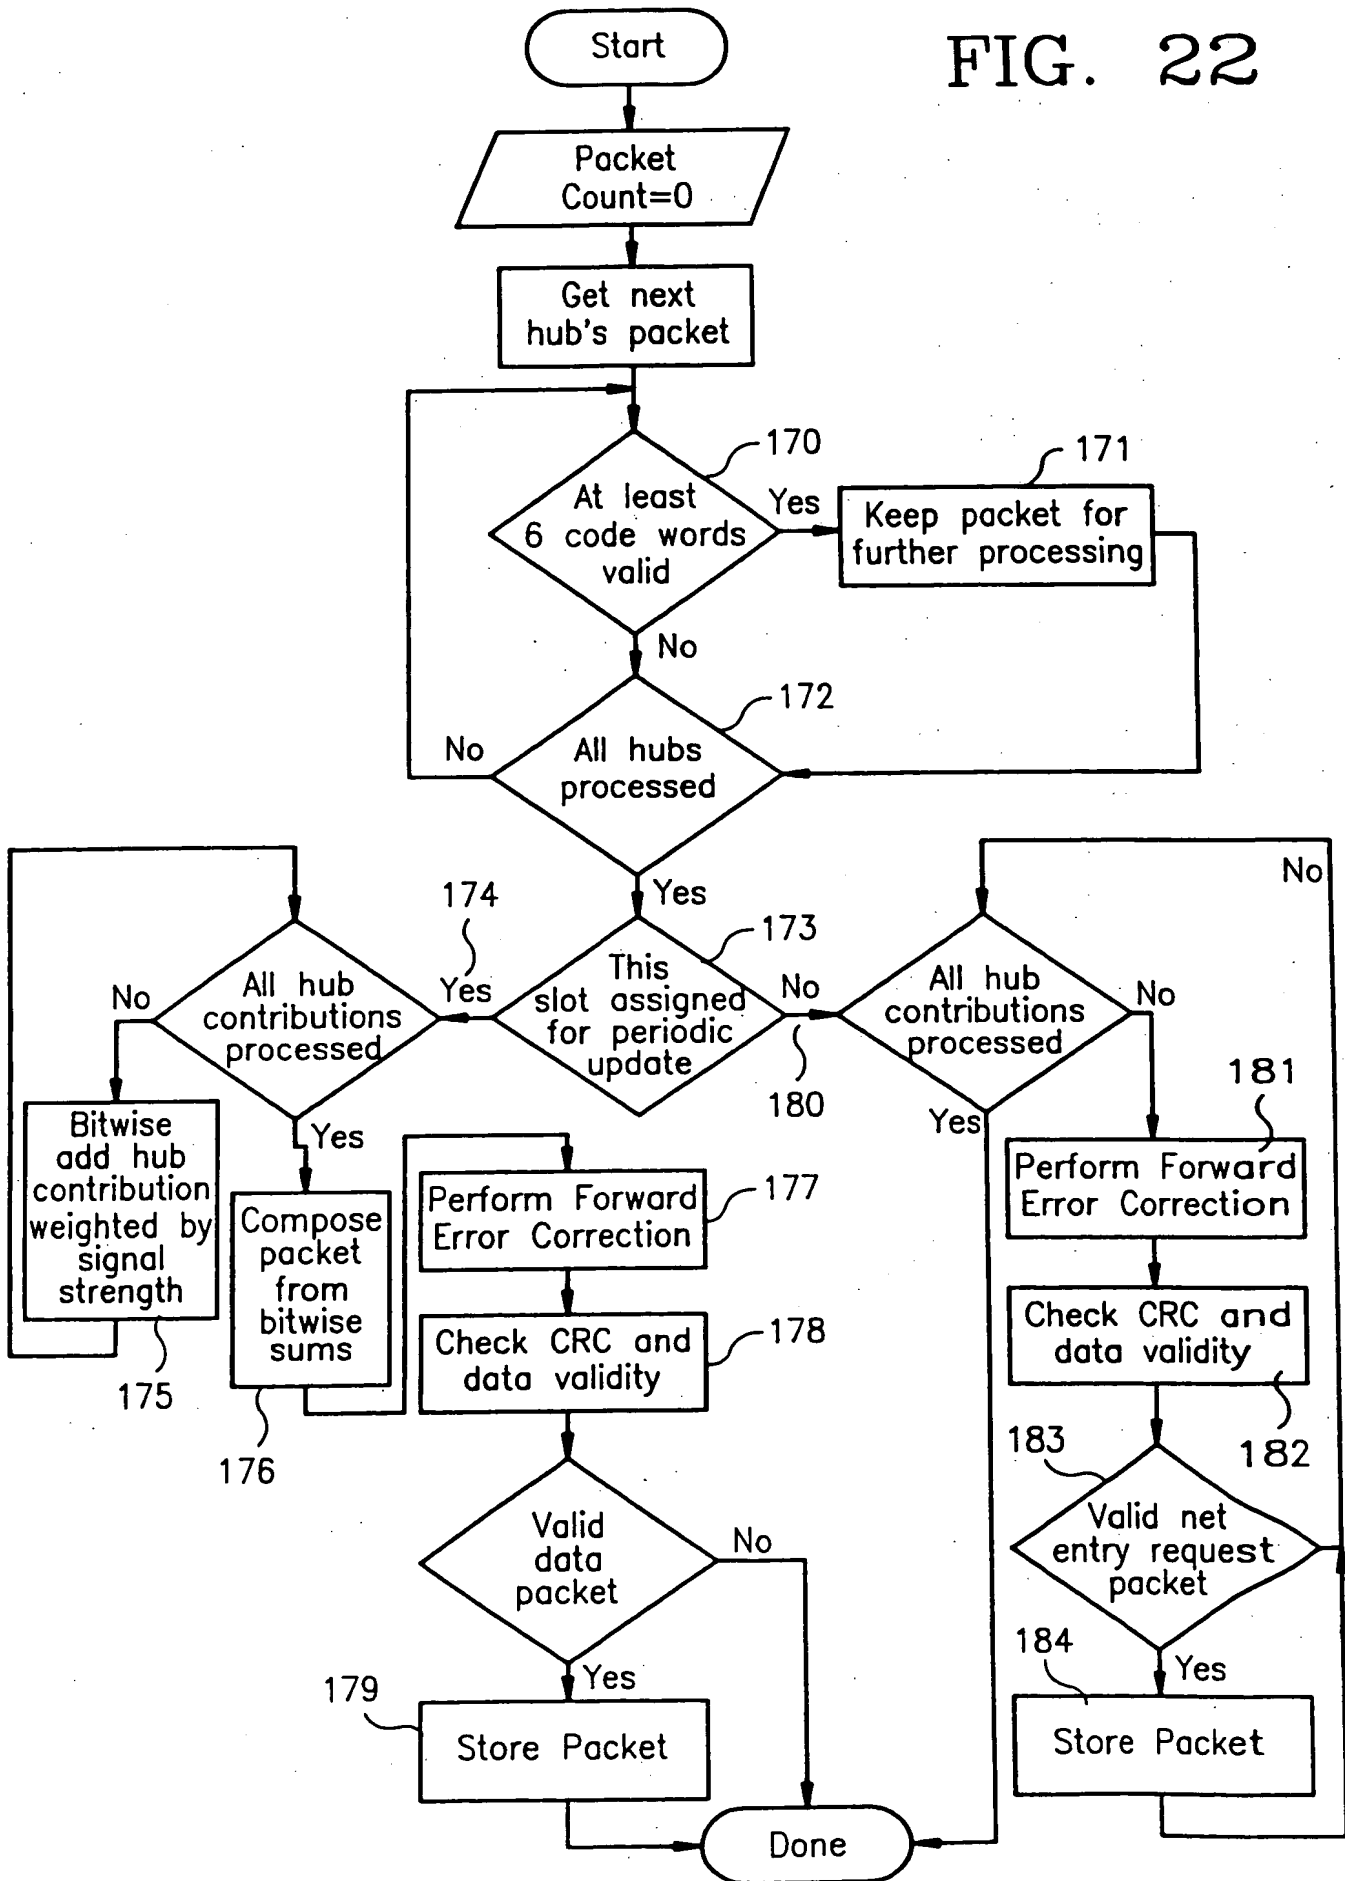 FIG. 22
Start
Packet
Count=0
Get next
hub's packet
170
At least
6 code words
valid
Yes
171
Keep packet for
further processing
No
172
All hubs
processed
No
Yes
173
This
slot assigned
for periodic
update
174
Yes
No
180
All hub
contributions
processed
No
Yes
Bitwise
add hub
contribution
weighted by
signal
strength
175
Compose
packet
from
bitwise
sums
176
Perform Forward
Error Correction
177
Check CRC and
data validity
178
Valid
data
packet
No
Yes
179
Store Packet
All hub
contributions
processed
No
No
Yes
181
Perform Forward
Error Correction
Check CRC and
data validity
182
183
Valid net
entry request
packet
Yes
184
Store Packet
Done